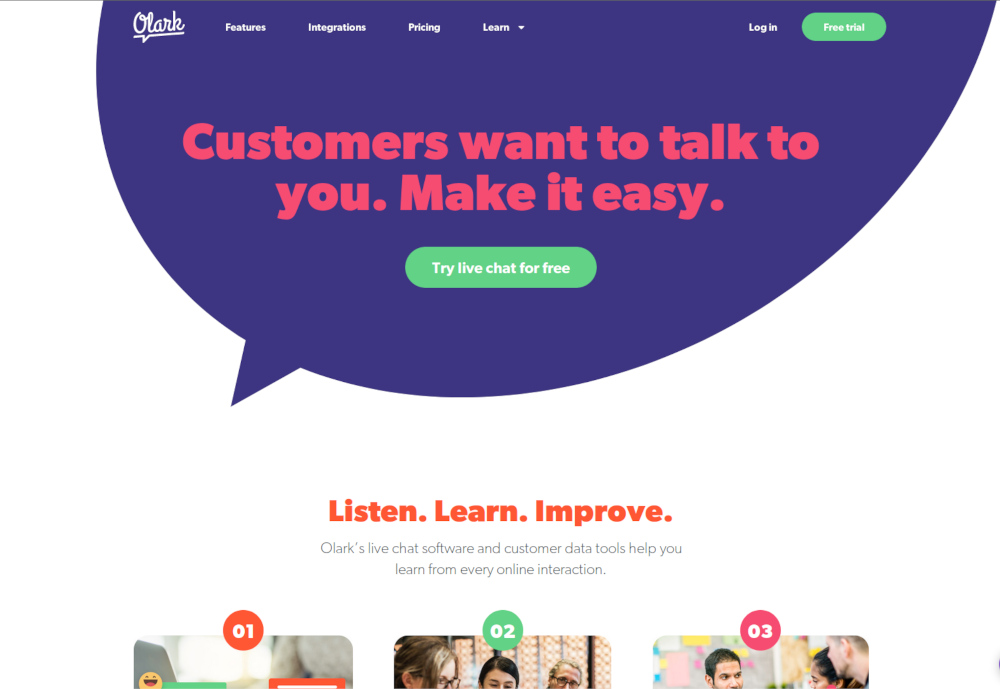 Olark
Features
Integrations
Pricing
Learn
Log in
Free trial
Customers want to talk to
you. Make it easy.
Try live chat for free
Listen. Learn. Improve.
Olark's live chat software and customer data tools help you
learn from every online interaction.
01
02
03